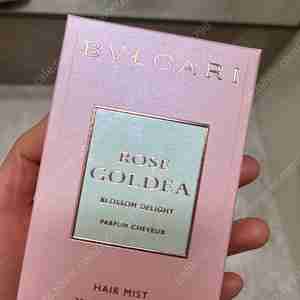 BVLGARI
ROSE
GOLDEA
BLOSSOM DELIGHT
PARFUM CHEVEUX
HAIR MIST